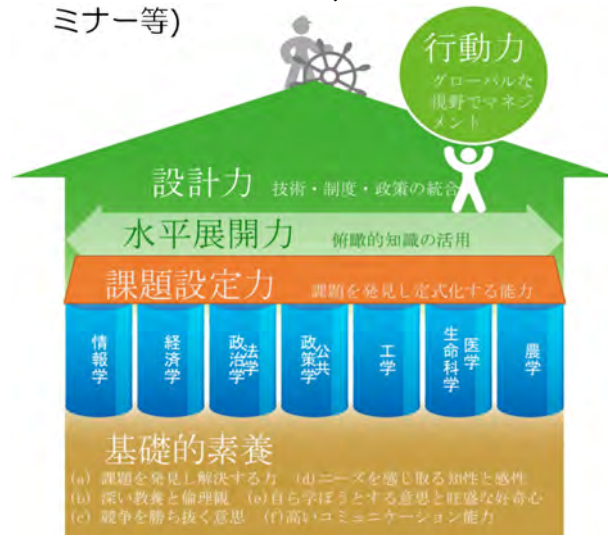 ミナー等)
行動力
グローバルな
視野でマネジ
メント
設計力 技術・制度・政策の統合
水平展開力 俯瞰的知識の活用
課題設定力 課題を発見し定式化する能力
情報学
経済学
政治学
法学
政策学
公共
工学
生命科学
医学
農学
基礎的素養
(a) 課題を発見し解決する力 (d)ニーズを感じ取る知性と感性
(b) 深い教養と倫理観 (e)自ら学ぼうとする意思と旺盛な好奇心
(c) 競争を勝ち抜く意思 (f)高いコミュニケーション能力